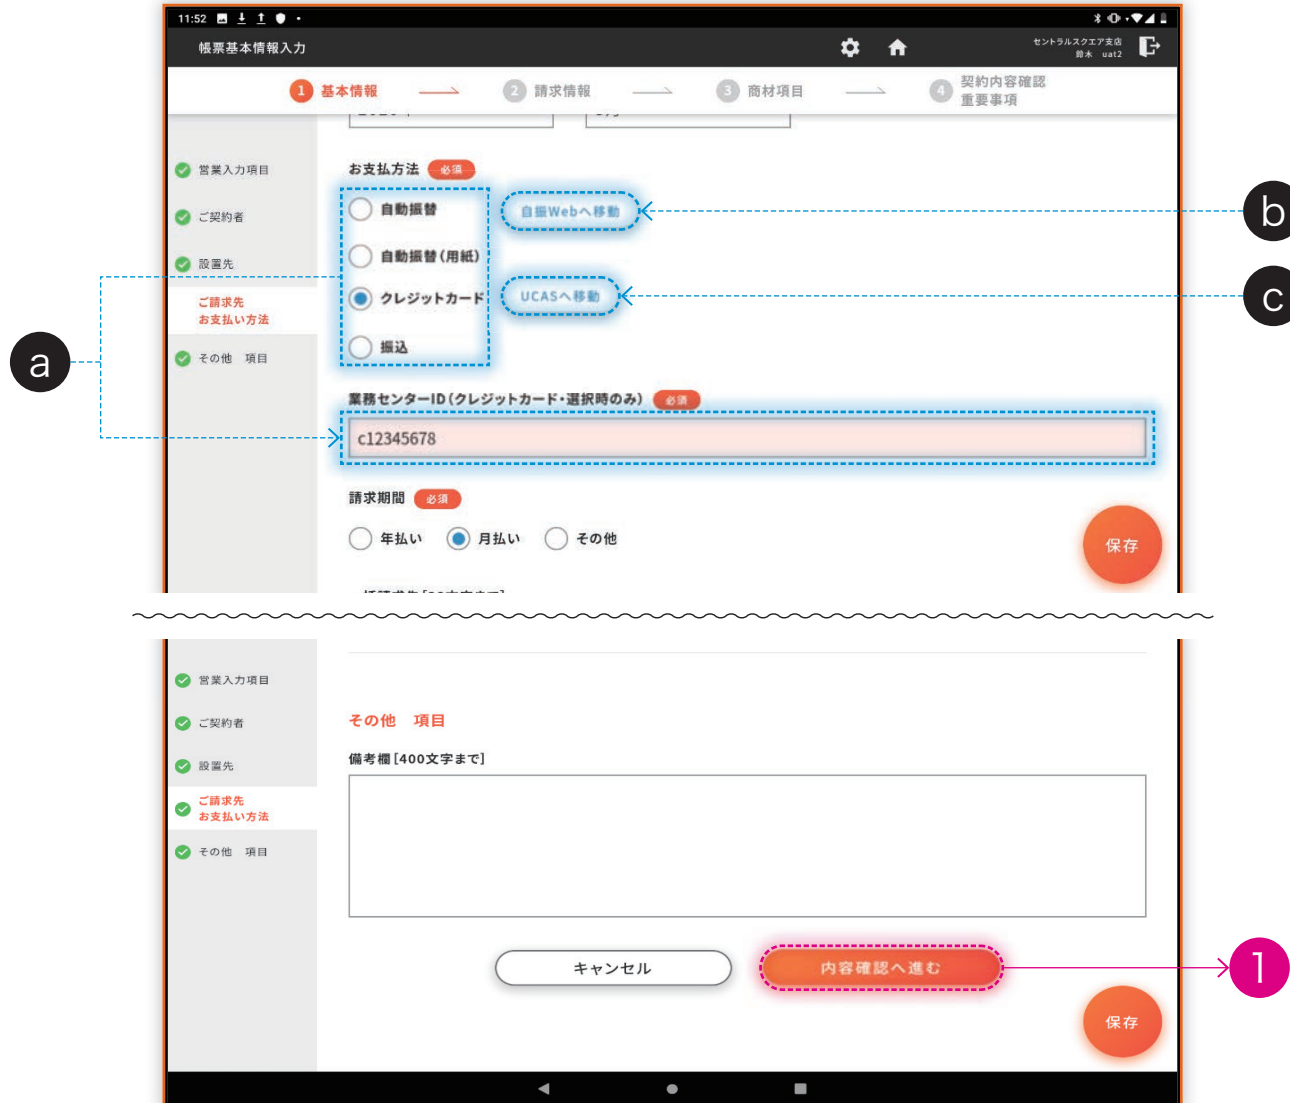 11:52
帳票基本情報入力
セントラルスクエア支店
鈴木 uat2
1 基本情報
2 請求情報
3 商材項目
4 契約内容確認
重要事項
営業入力項目
ご契約者
設置先
ご請求先
お支払い方法
その他 項目
お支払方法 必須
自動振替
自振Webへ移動
自動振替(用紙)
クレジットカード
UCASへ移動
振込
a
b
c
業務センターID(クレジットカード・選択時のみ) 必須
c12345678
請求期間 必須
年払い 月払い その他
保存
営業入力項目
ご契約者
設置先
ご請求先
お支払い方法
その他 項目
その他 項目
備考欄[400文字まで]
キャンセル
内容確認へ進む
1
保存